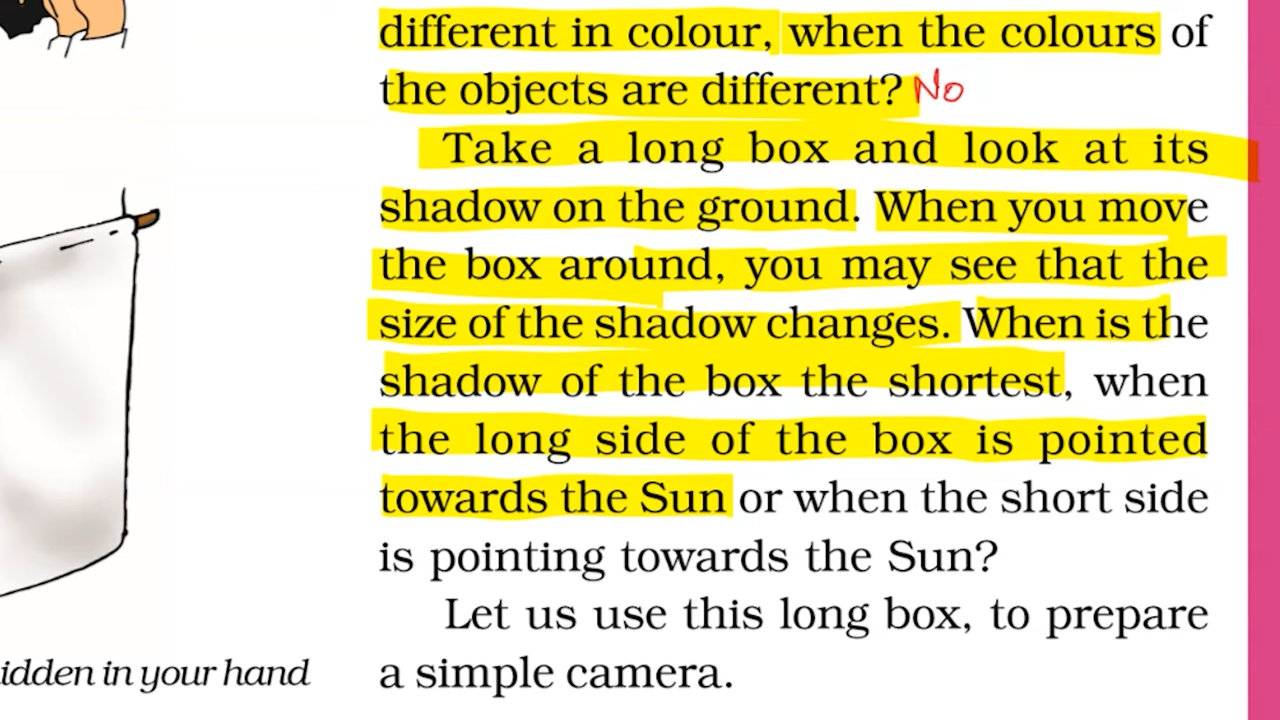 different in colour, when the colours of
the objects are different? No
Take a long box and look at its
shadow on the ground. When you move
the box around, you may see that the
size of the shadow changes. When is the
shadow of the box the shortest, when
the long side of the box is pointed
towards the Sun or when the short side
is pointing towards the Sun?
Let us use this long box, to prepare
idden in your hand
a simple camera.